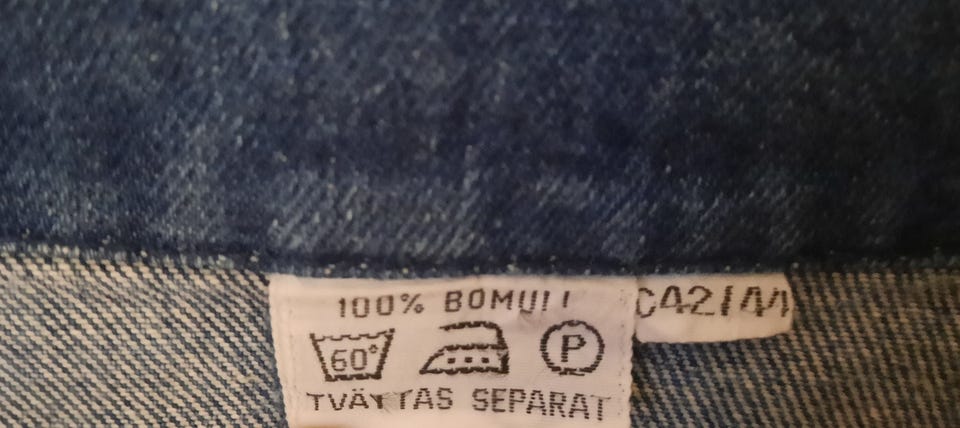 100% BOMULL
C42/44
60°
P
TVÄTTAS SEPARAT